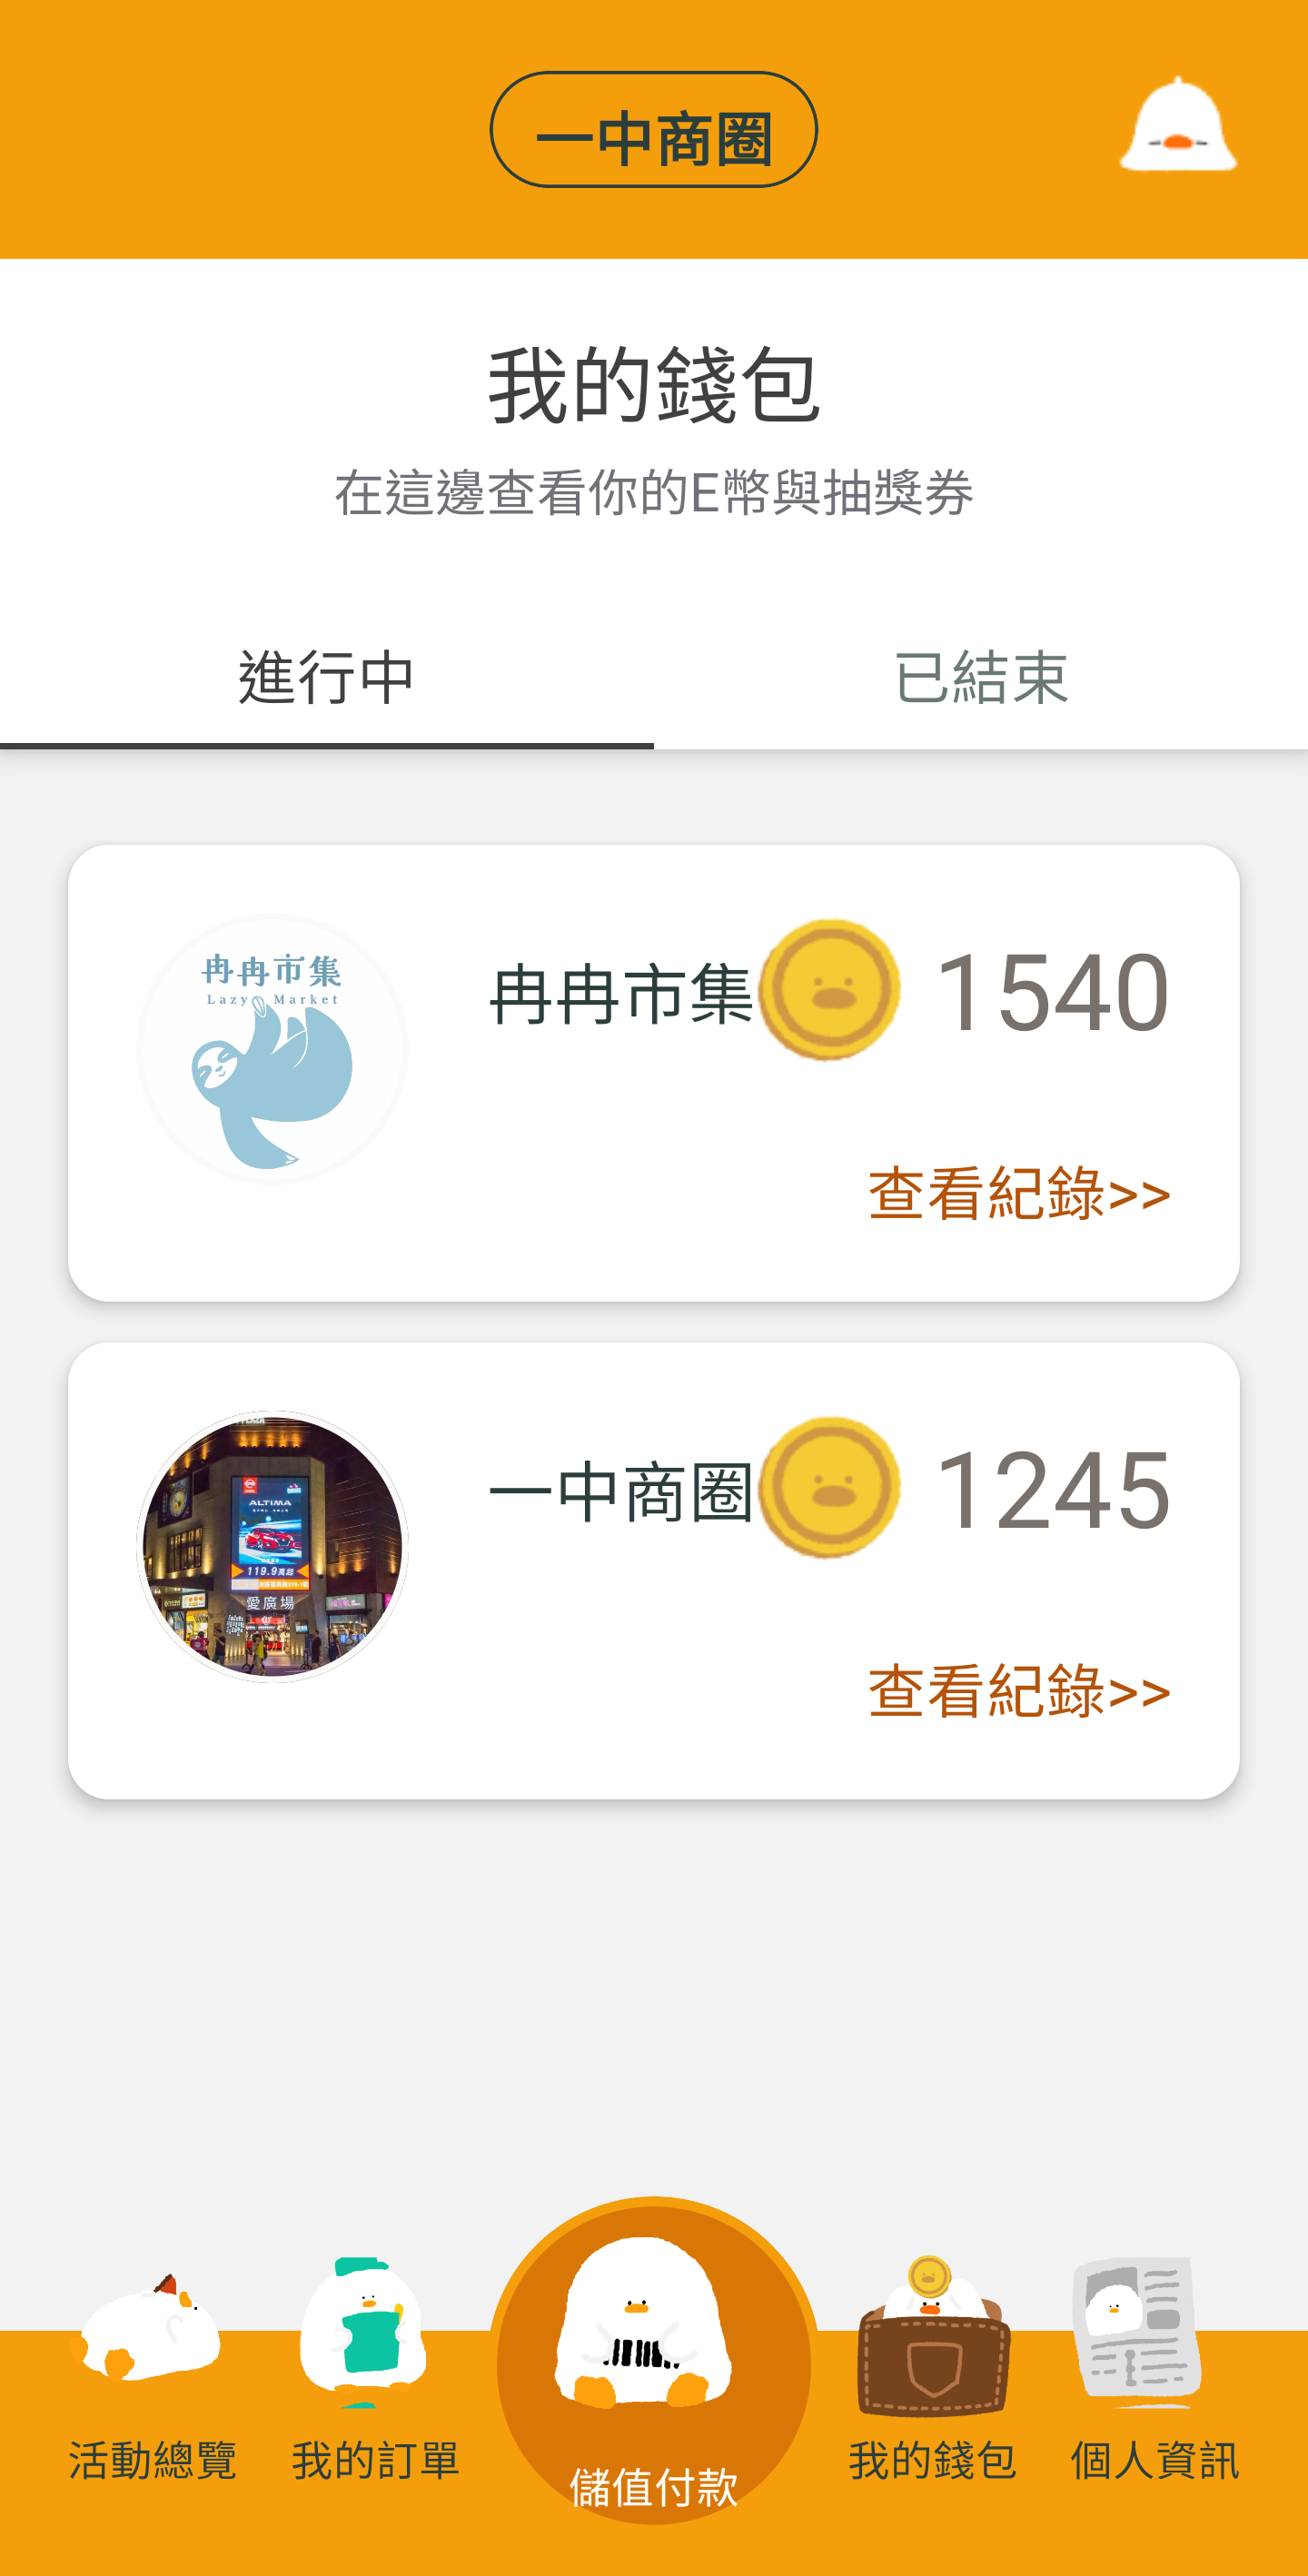 一中商圈
我的錢包
在這邊查看你的E幣與抽獎券
進行中
已結束
冉冉市集
Lazy Market
冉冉市集
1540
查看紀錄>>
ALTIMA
119.9萬起
愛廣場
一中商圈
1245
查看紀錄>>
活動總覽
我的訂單
儲值付款
我的錢包
個人資訊